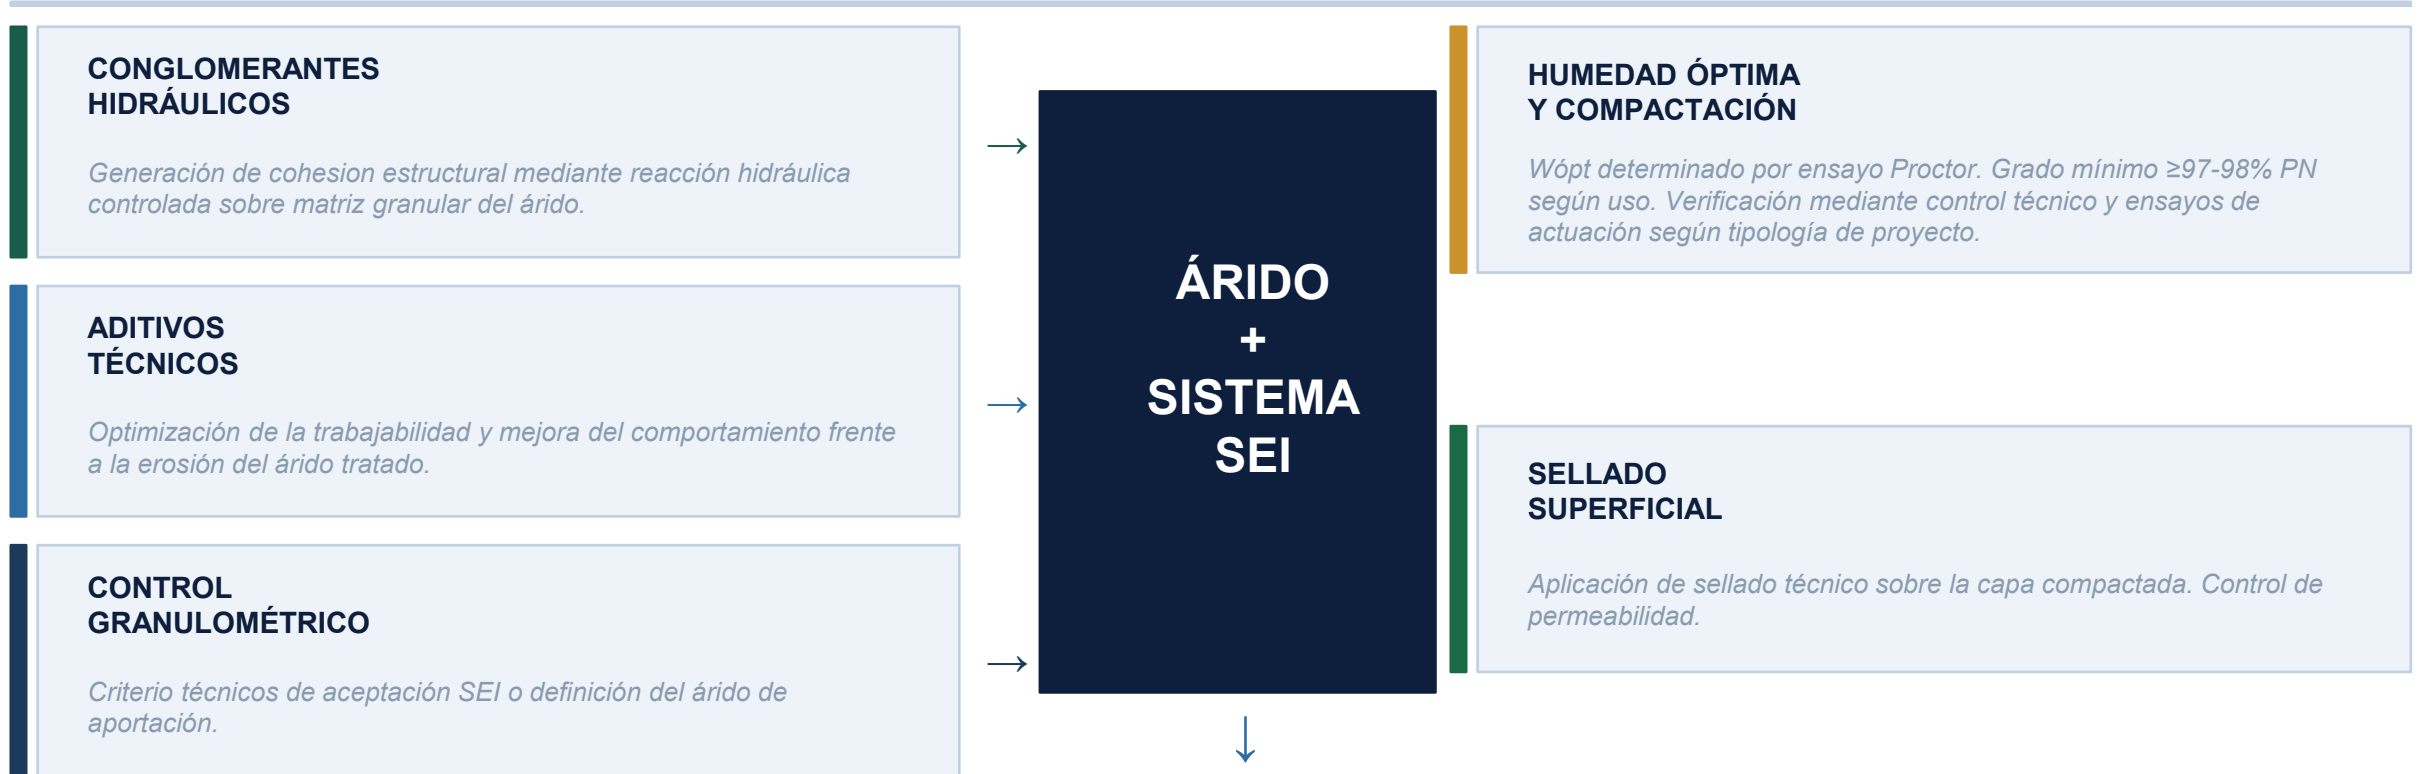 CONGLOMERANTES
HIDRÁULICOS
Generación de cohesion estructural mediante reacción hidráulica
controlada sobre matriz granular del árido.
→
ADITIVOS
TÉCNICOS
Optimización de la trabajabilidad y mejora del comportamiento frente
a la erosión del árido tratado.
→
CONTROL
GRANULOMÉTRICO
Criterio técnicos de aceptación SEI o definición del árido de
aportación.
→
ÁRIDO
+
SISTEMA
SEI
↓
HUMEDAD ÓPTIMA
Y COMPACTACIÓN
Wópt determinado por ensayo Proctor. Grado mínimo ≥97-98% PN
según uso. Verificación mediante control técnico y ensayos de
actuación según tipología de proyecto.
SELLADO
SUPERFICIAL
Aplicación de sellado técnico sobre la capa compactada. Control de
permeabilidad.